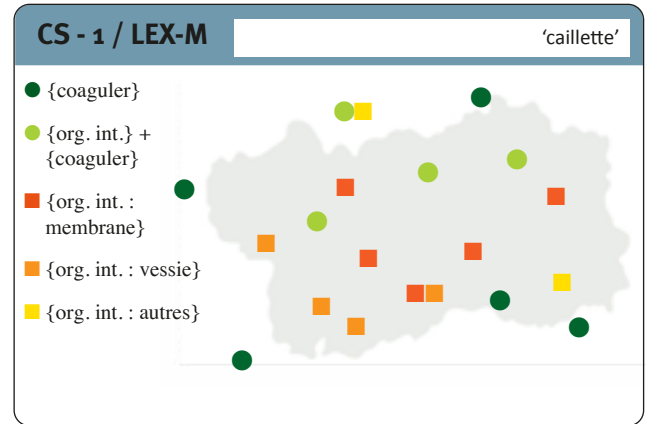 CS - 1 / LEX-M
‘caillette’
{coaguler}
{org. int.} +
{coaguler}
{org. int. :
membrane}
{org. int. : vessie}
{org. int. : autres}